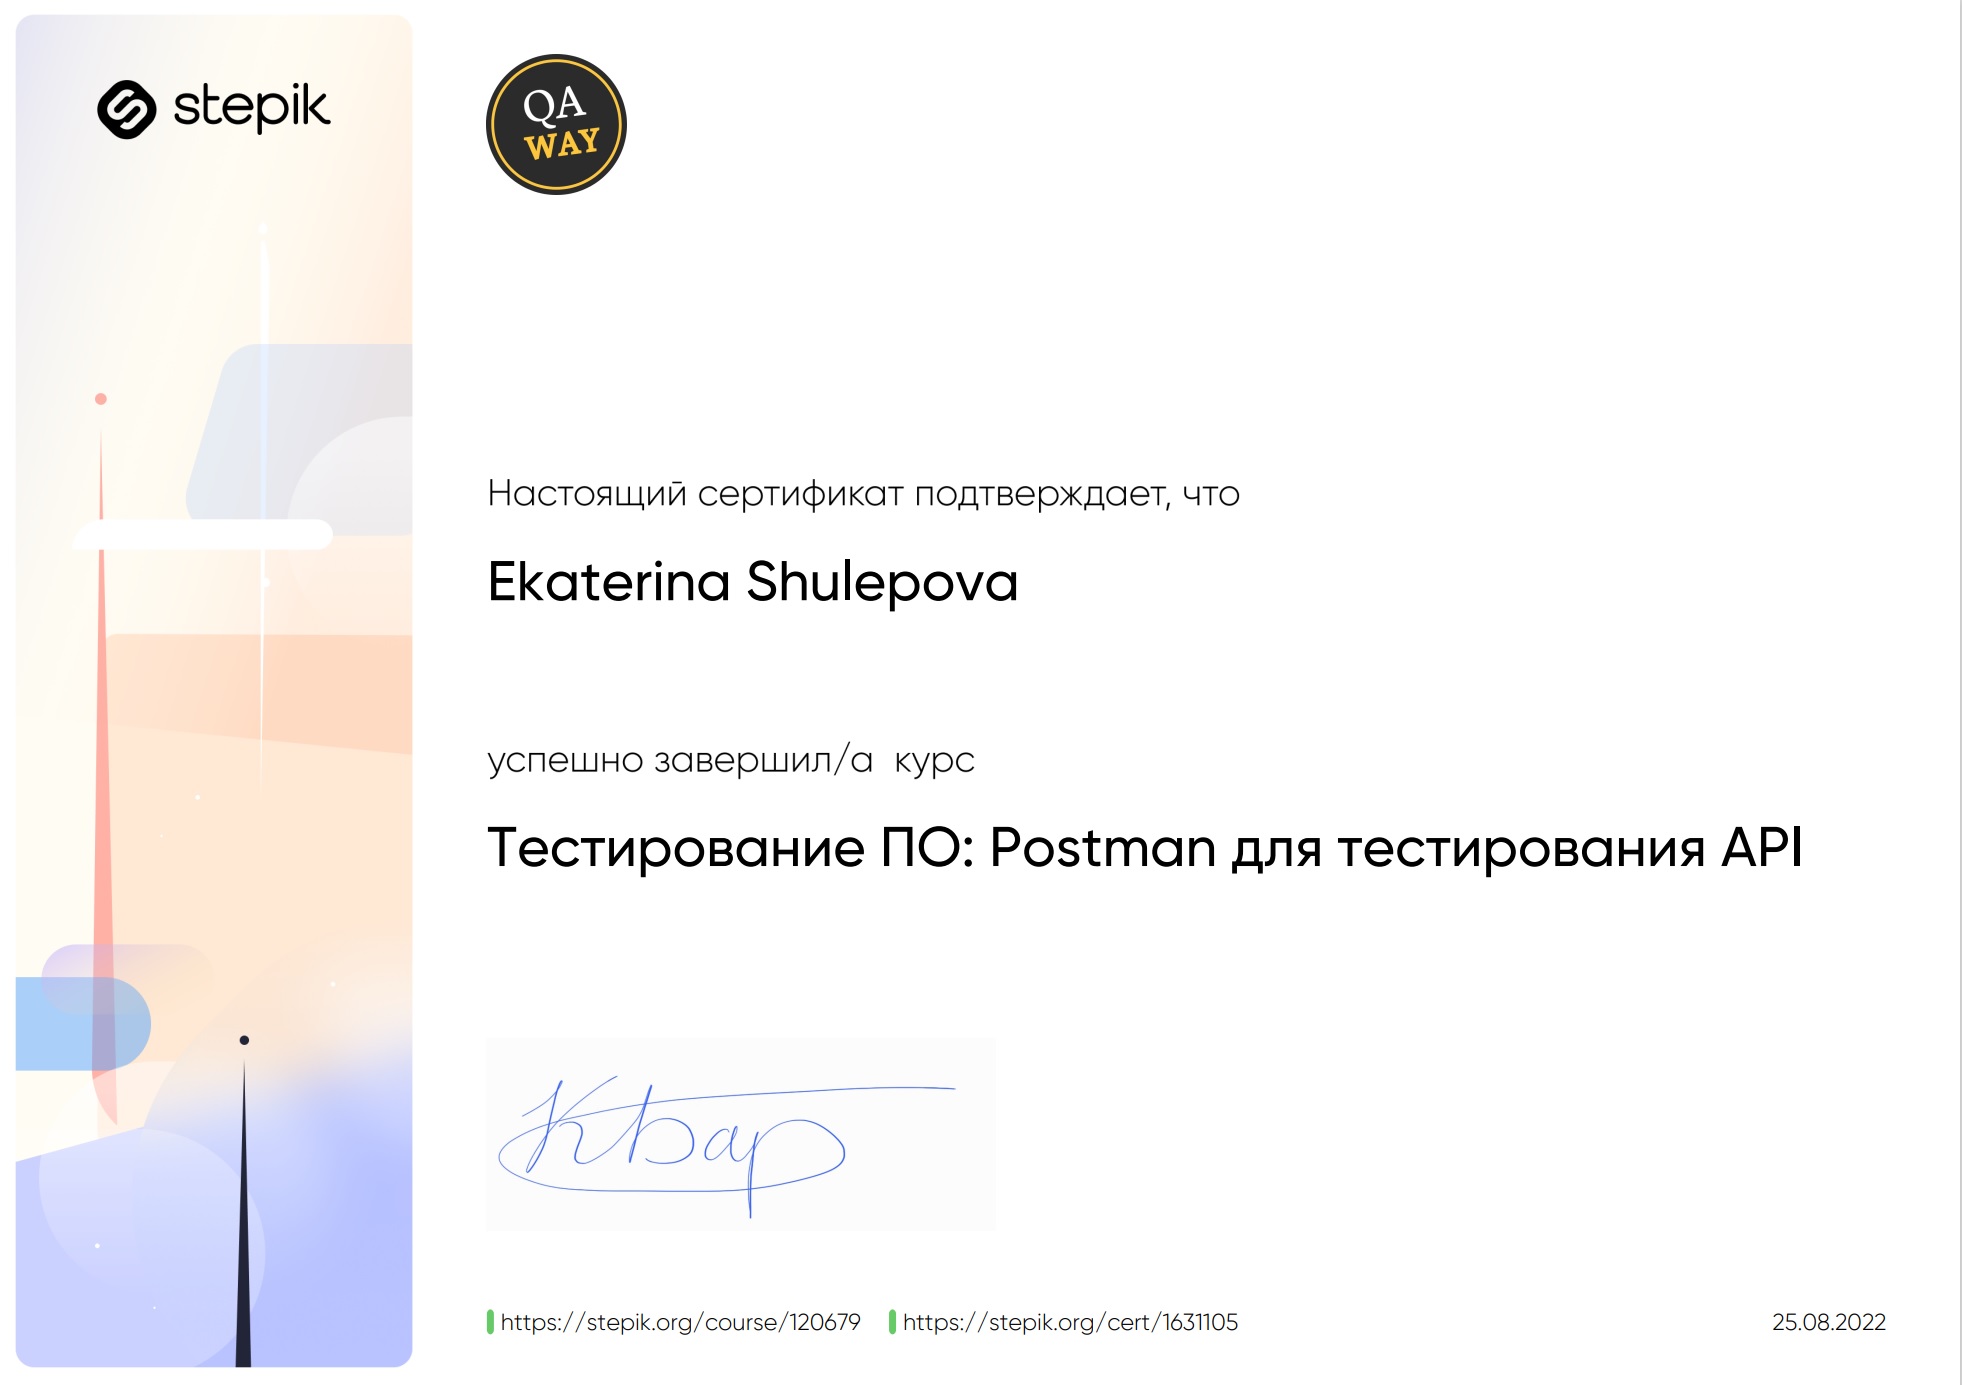 stepik
QA
WAY
Настоящий сертификат подтверждает, что
Ekaterina Shulepova
успешно завершил/а курс
Тестирование ПО: Postman для тестирования API
КБар
https://stepik.org/course/120679 https://stepik.org/cert/1631105 25.08.2022